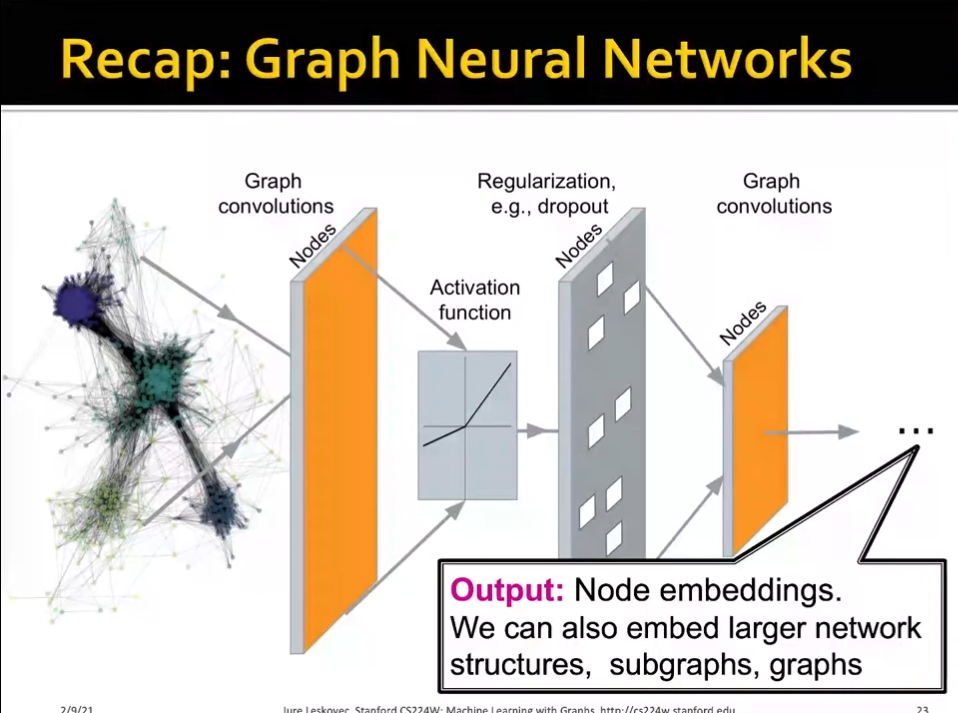 Recap: Graph Neural Networks
Graph
convolutions
Regularization,
e.g., dropout
Graph
convolutions
Nodes
Nodes
Nodes
Activation
function
...
Output: Node embeddings.
We can also embed larger network
structures, subgraphs, graphs
2/9/21
Jure Leskovec, Stanford CS224W: Machine Learning with Graphs, http://cs224w.stanford.edu
23